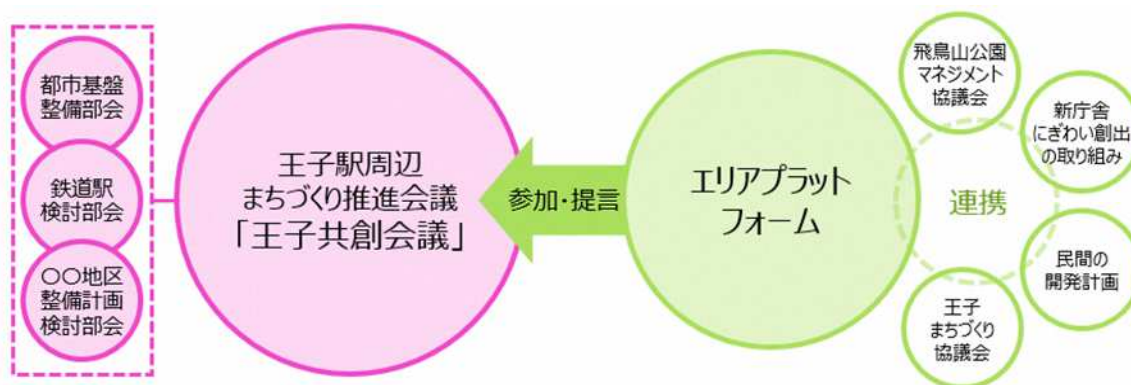 都市基盤
整備部会
鉄道駅
検討部会
〇〇地区
整備計画
検討部会
王子駅周辺
まちづくり推進会議
「王子共創会議」
参加・提言
エリアプラット
フォーム
飛鳥山公園
マネジメント
協議会
新庁舎
にぎわい創出
の取り組み
連携
民間の
開発計画
王子
まちづくり
協議会